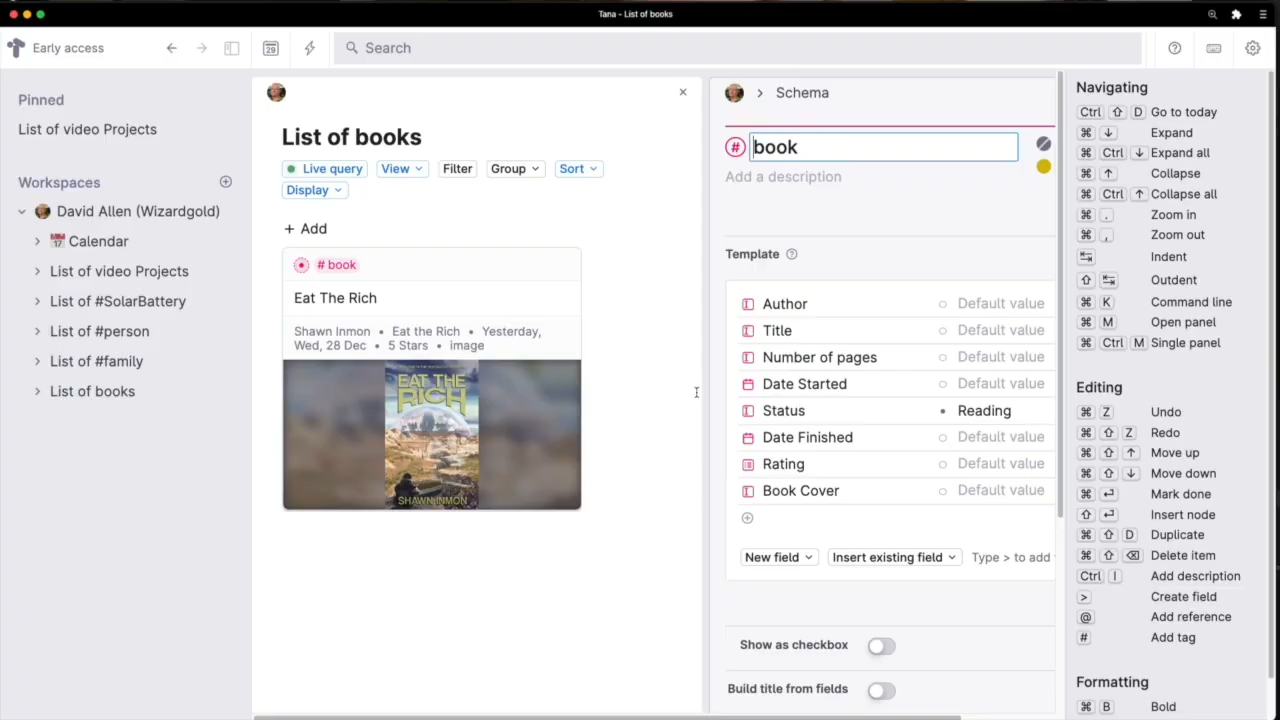 Tana - List of books
Early access
29
Search
Pinned
List of video Projects
Workspaces
David Allen (Wizardgold)
Calendar
List of video Projects
List of #SolarBattery
List of #person
List of #family
List of books
List of books
Live query
View
Filter
Group
Sort
Display
+ Add
# book
Eat The Rich
Shawn Inmon • Eat the Rich • Yesterday,
Wed, 28 Dec • 5 Stars • image
EAT THE
RICH
SHAWN INMON
Schema
# book
Add a description
Template
Author Default value
Title Default value
Number of pages Default value
Date Started Default value
Status • Reading
Date Finished Default value
Rating Default value
Book Cover Default value
New field
Insert existing field
Type > to add
Show as checkbox
Build title from fields
Navigating
Ctrl ⇧ D Go to today
⌘ ↓ Expand
⌘ Ctrl ↓ Expand all
⌘ ↑ Collapse
⌘ Ctrl ↑ Collapse all
⌘ . Zoom in
⌘ , Zoom out
↹ Indent
⇧ ↹ Outdent
⌘ K Command line
⌘ M Open panel
⌘ Ctrl M Single panel
Editing
⌘ Z Undo
⌘ ⇧ Z Redo
⌘ ⇧ ↑ Move up
⌘ ⇧ ↓ Move down
⌘ ↵ Mark done
⇧ ↵ Insert node
⌘ ⇧ D Duplicate
⌘ ⇧ ⌫ Delete item
Ctrl I Add description
> Create field
@ Add reference
# Add tag
Formatting
⌘ B Bold